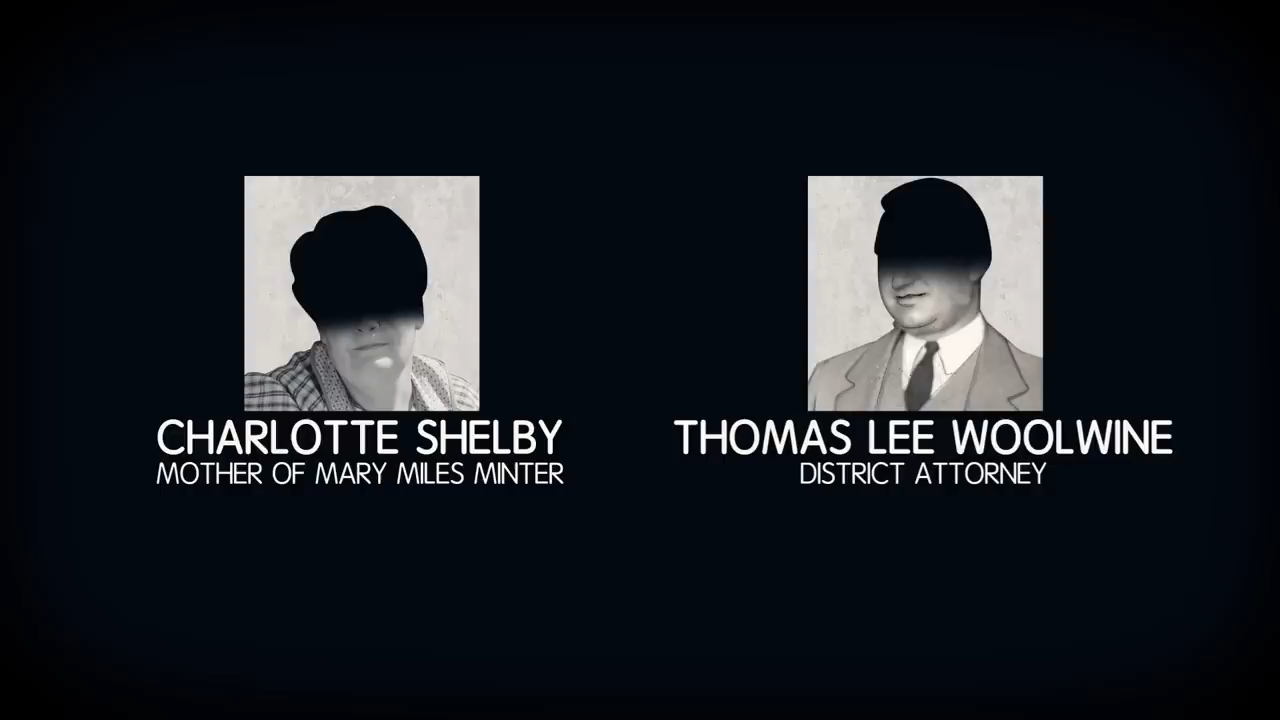 CHARLOTTE SHELBY
MOTHER OF MARY MILES MINTER
THOMAS LEE WOOLWINE
DISTRICT ATTORNEY